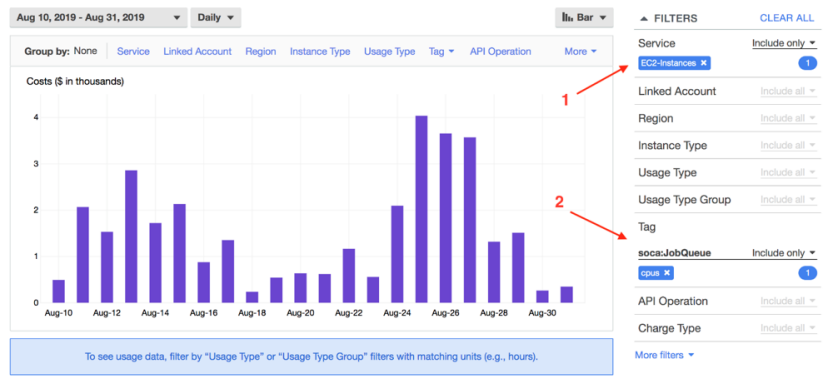 Aug 10, 2019 - Aug 31, 2019
Daily
Bar
Group by: None Service Linked Account Region Instance Type Usage Type Tag API Operation More
Costs ($ in thousands)
4
3
2
1
0
Aug-10 Aug-12 Aug-14 Aug-16 Aug-18 Aug-20 Aug-22 Aug-24 Aug-26 Aug-28 Aug-30
To see usage data, filter by “Usage Type” or “Usage Type Group” filters with matching units (e.g., hours).
FILTERS CLEAR ALL
Service Include only
EC2-Instances × 1
1
Linked Account Include all
Region Include all
Instance Type Include all
Usage Type Include all
Usage Type Group Include all
2
Tag
soca:JobQueue Include only
cpus × 1
API Operation Include all
Charge Type Include all
More filters